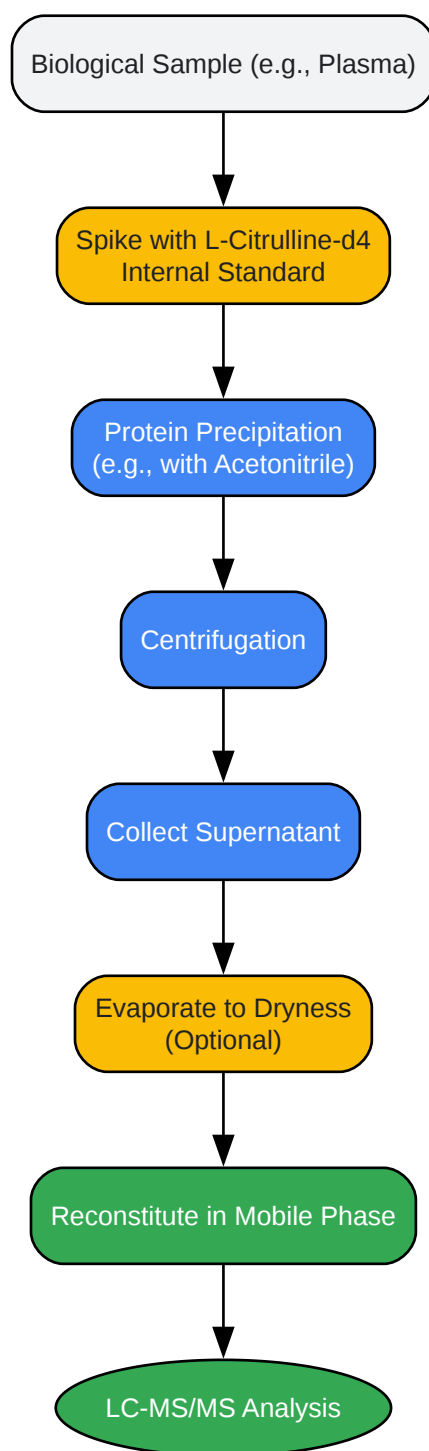 Biological Sample (e.g., Plasma)
Spike with L-Citrulline-d4
Internal Standard
Protein Precipitation
(e.g., with Acetonitrile)
Centrifugation
Collect Supernatant
Evaporate to Dryness
(Optional)
Reconstitute in Mobile Phase
LC-MS/MS Analysis